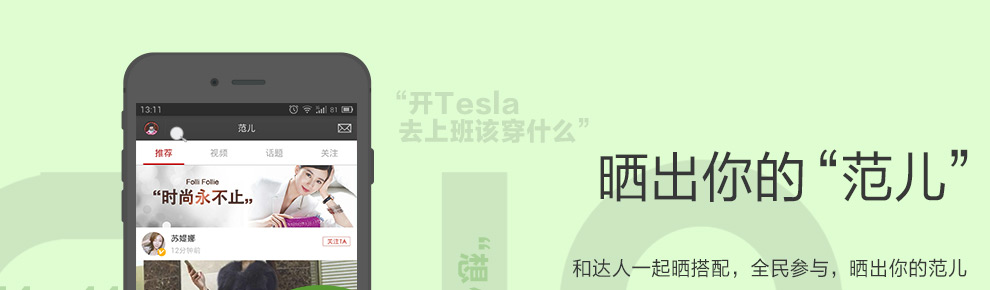 “开Tesla
去上班该穿什么”
13:11
81
范儿
推荐
视频
话题
关注
Folli Follie
“时尚永不止„
苏媞娜
关注TA
12分钟前
“想
晒出你的“范儿”
和达人一起晒搭配，全民参与，晒出你的范儿